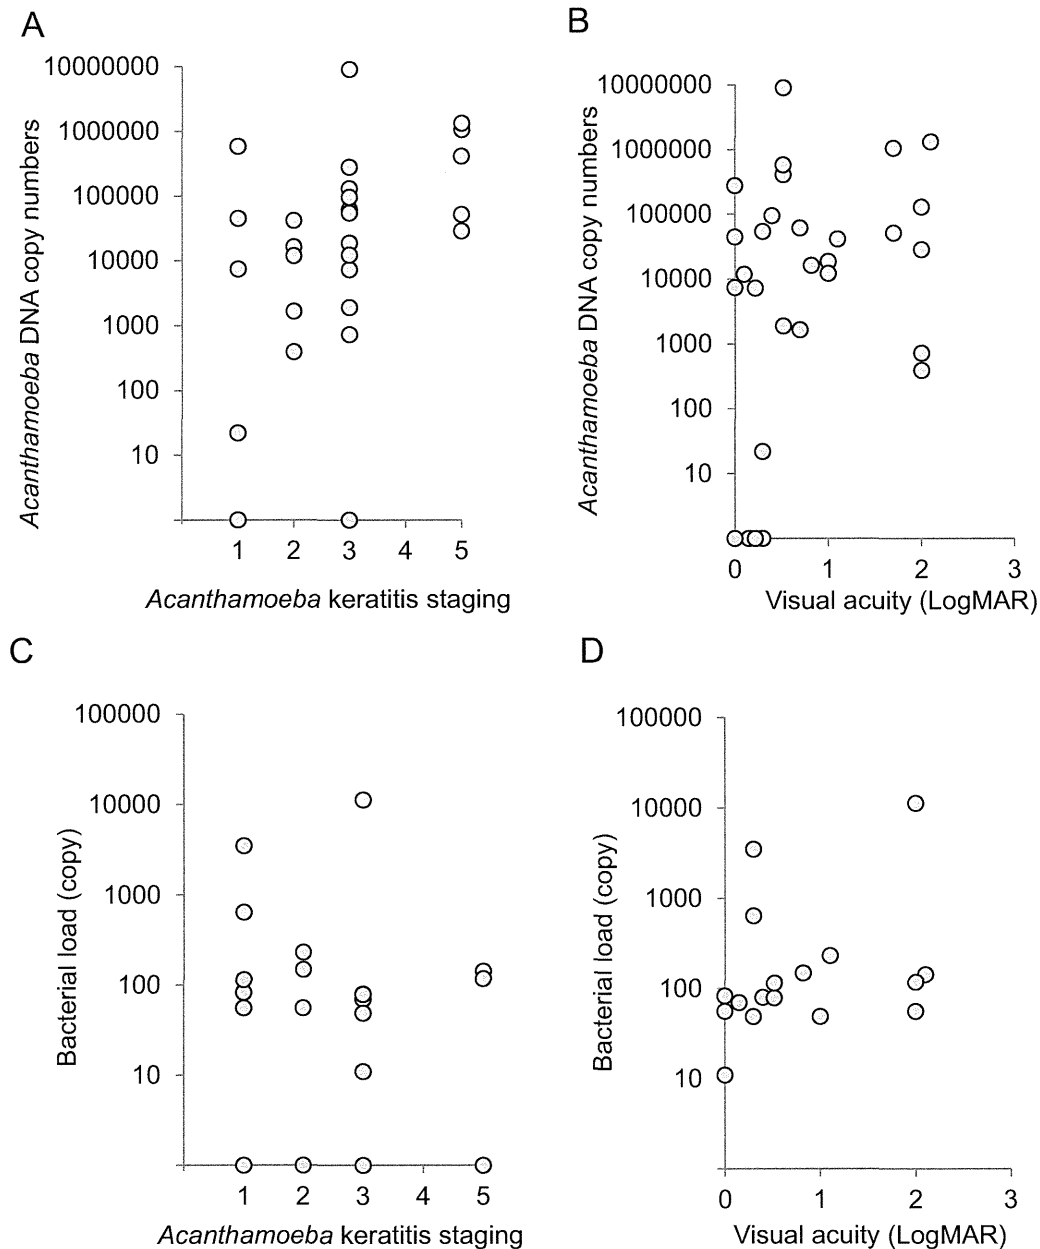 A
10000000
1000000
100000
10000
1000
100
10
Acanthamoeba DNA copy numbers
1 2 3 4 5
Acanthamoeba keratitis staging
B
10000000
1000000
100000
10000
1000
100
10
Acanthamoeba DNA copy numbers
0 1 2 3
Visual acuity (LogMAR)
C
100000
10000
1000
100
10
Bacterial load (copy)
1 2 3 4 5
Acanthamoeba keratitis staging
D
100000
10000
1000
100
10
Bacterial load (copy)
0 1 2 3
Visual acuity (LogMAR)